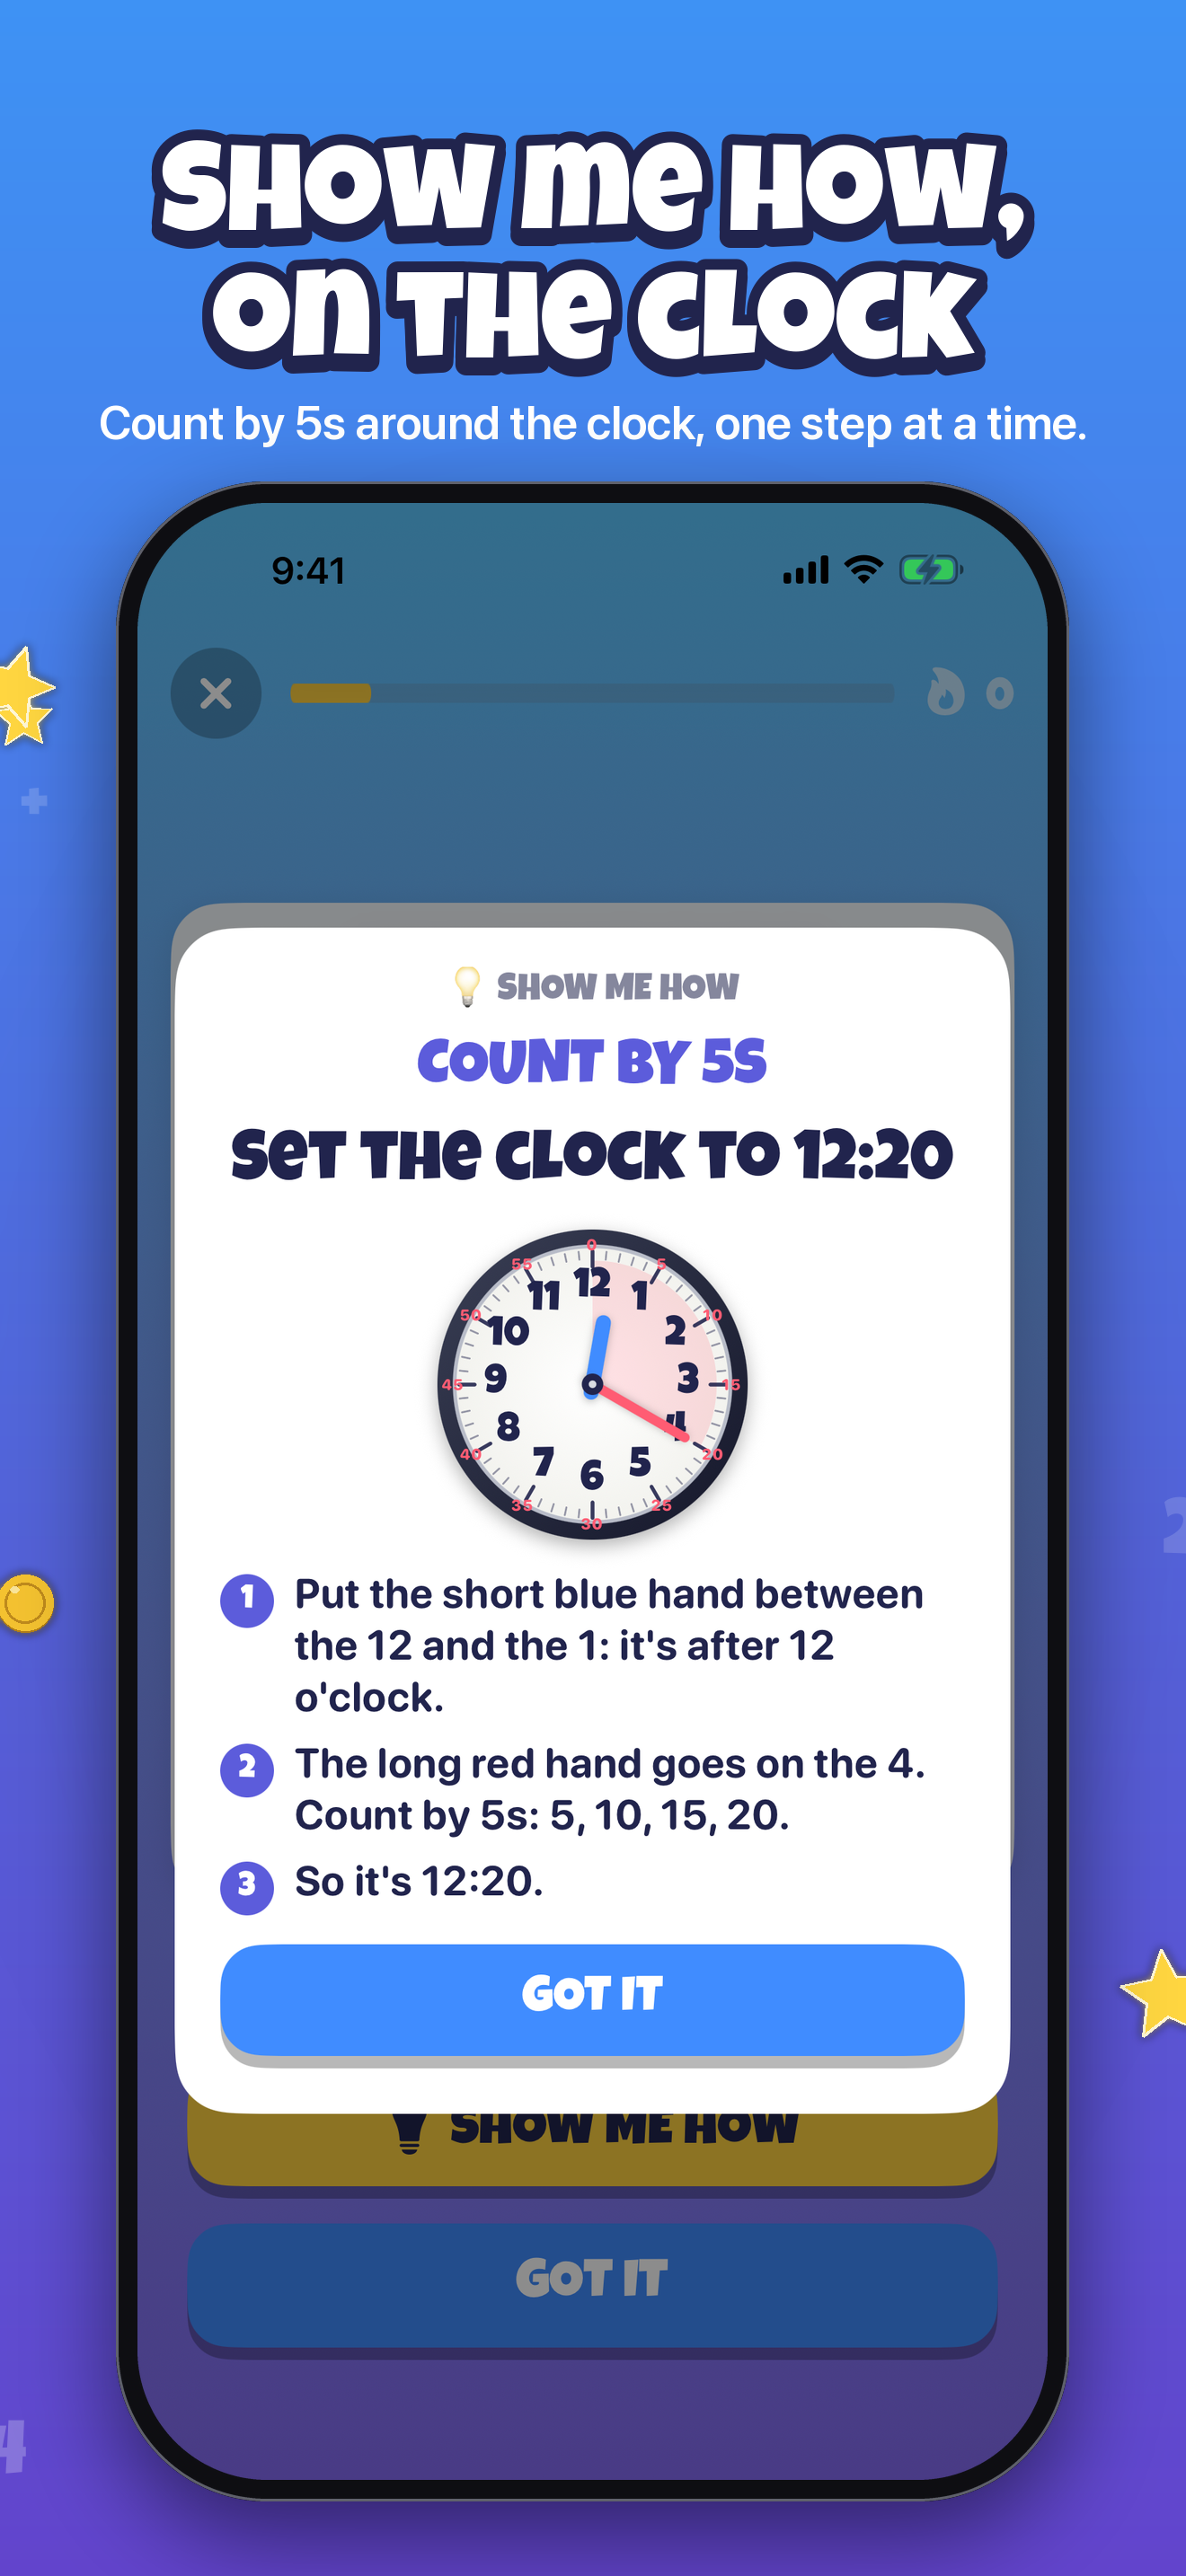 SHOW me HOW,
on THe CLOCK
Count by 5s around the clock, one step at a time.
9:41
0
SHOW ME HOW
COUNT BY 5S
SeT THe CLOCK TO 12:20
0
55 5
11 12 1
50 10
10 2
45 9 3 15
8 4
40 20
7 6 5
35 25
30
1 Put the short blue hand between
the 12 and the 1: it's after 12
o'clock.
2 The long red hand goes on the 4.
Count by 5s: 5, 10, 15, 20.
3 So it's 12:20.
GOT IT
SHOW ME HOW
GOT IT
2
4